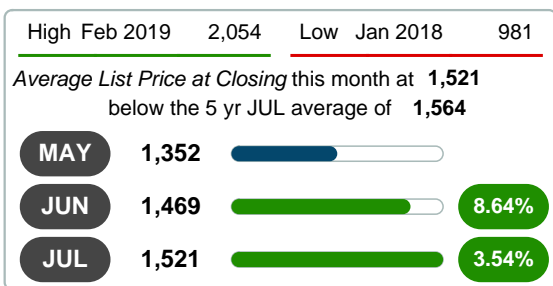 High Feb 2019 2,054 Low Jan 2018 981
Average List Price at Closing this month at 1,521
below the 5 yr JUL average of 1,564
MAY 1,352
JUN 1,469 8.64%
JUL 1,521 3.54%